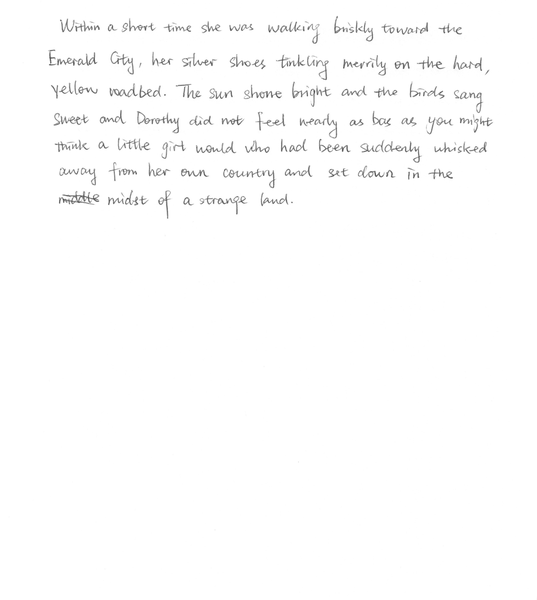 Within a short time she was walking briskly toward the
Emerald City, her silver shoes tinkling merrily on the hard,
yellow roadbed. The sun shone bright and the birds sang
sweet and Dorothy did not feel nearly as bas as you might
think a little girl would who had been suddenly whisked
away from her own country and set down in the
middle midst of a strange land.